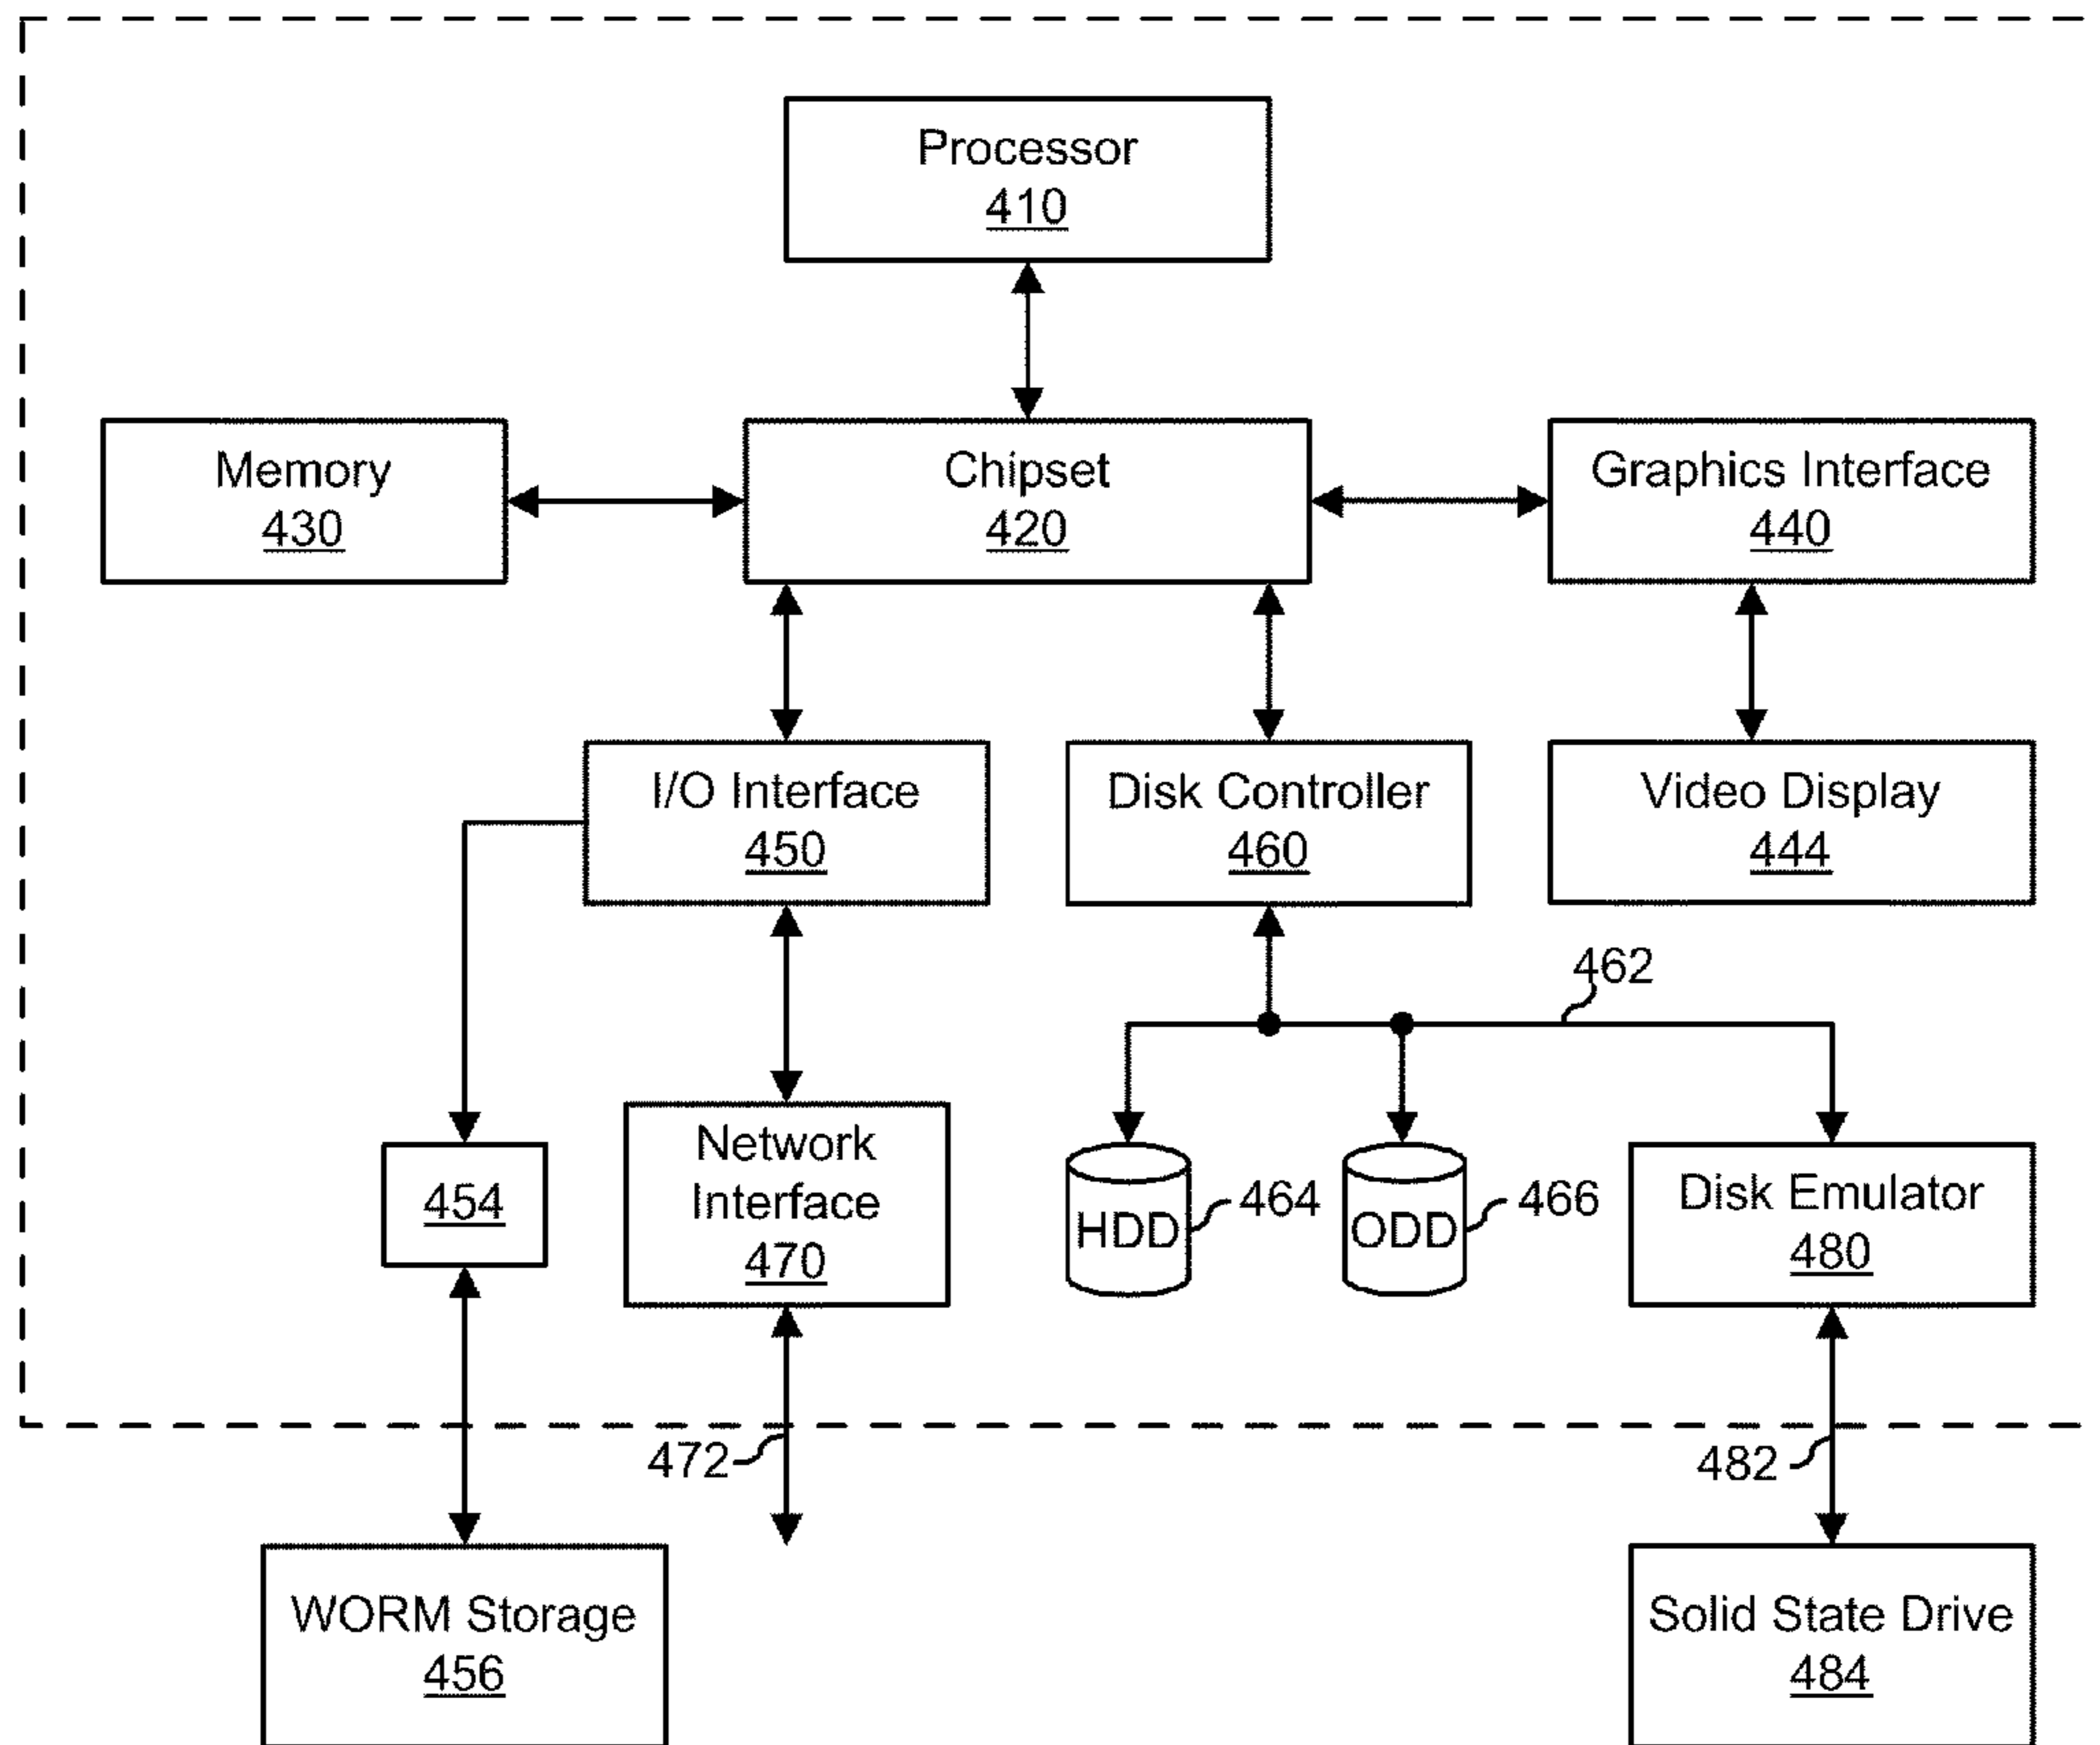 Processor
410
Memory
430
Chipset
420
Graphics Interface
440
I/O Interface
450
Disk Controller
460
Video Display
444
462
454
Network
Interface
470
HDD
464
ODD
466
Disk Emulator
480
472
482
WORM Storage
456
Solid State Drive
484